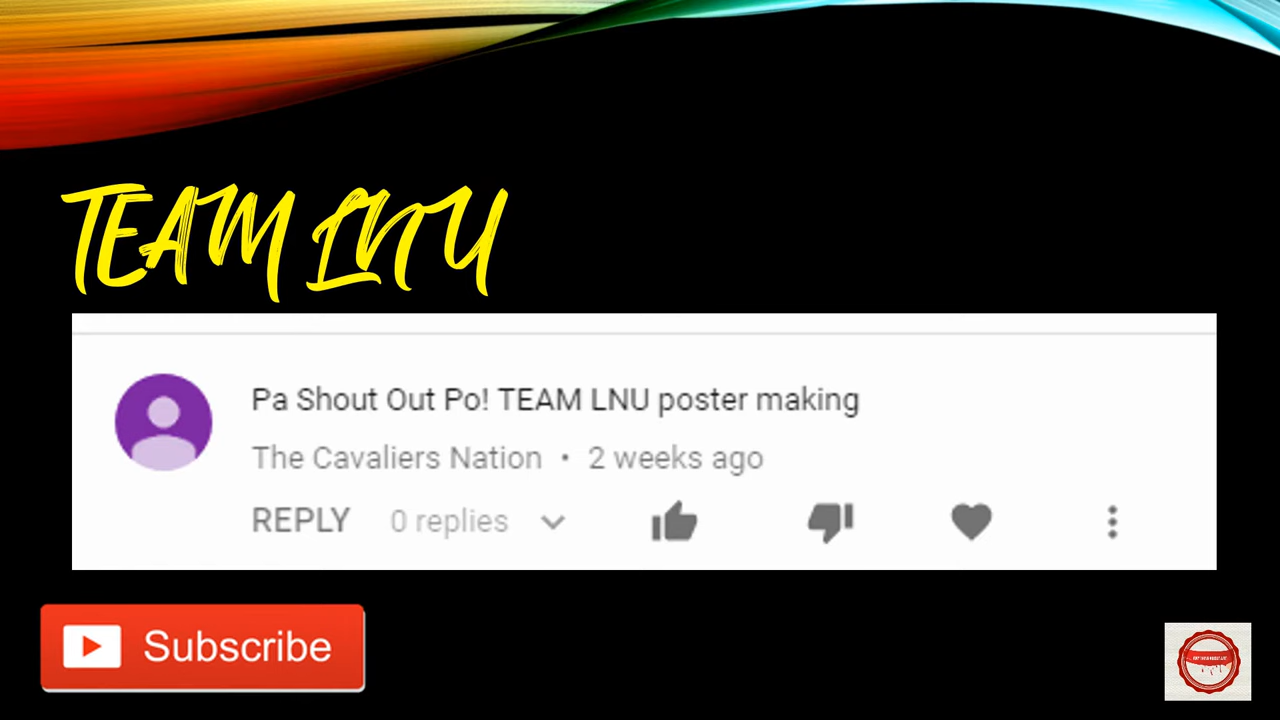 TEAM LNU
Pa Shout Out Po! TEAM LNU poster making
The Cavaliers Nation • 2 weeks ago
REPLY 0 replies
Subscribe